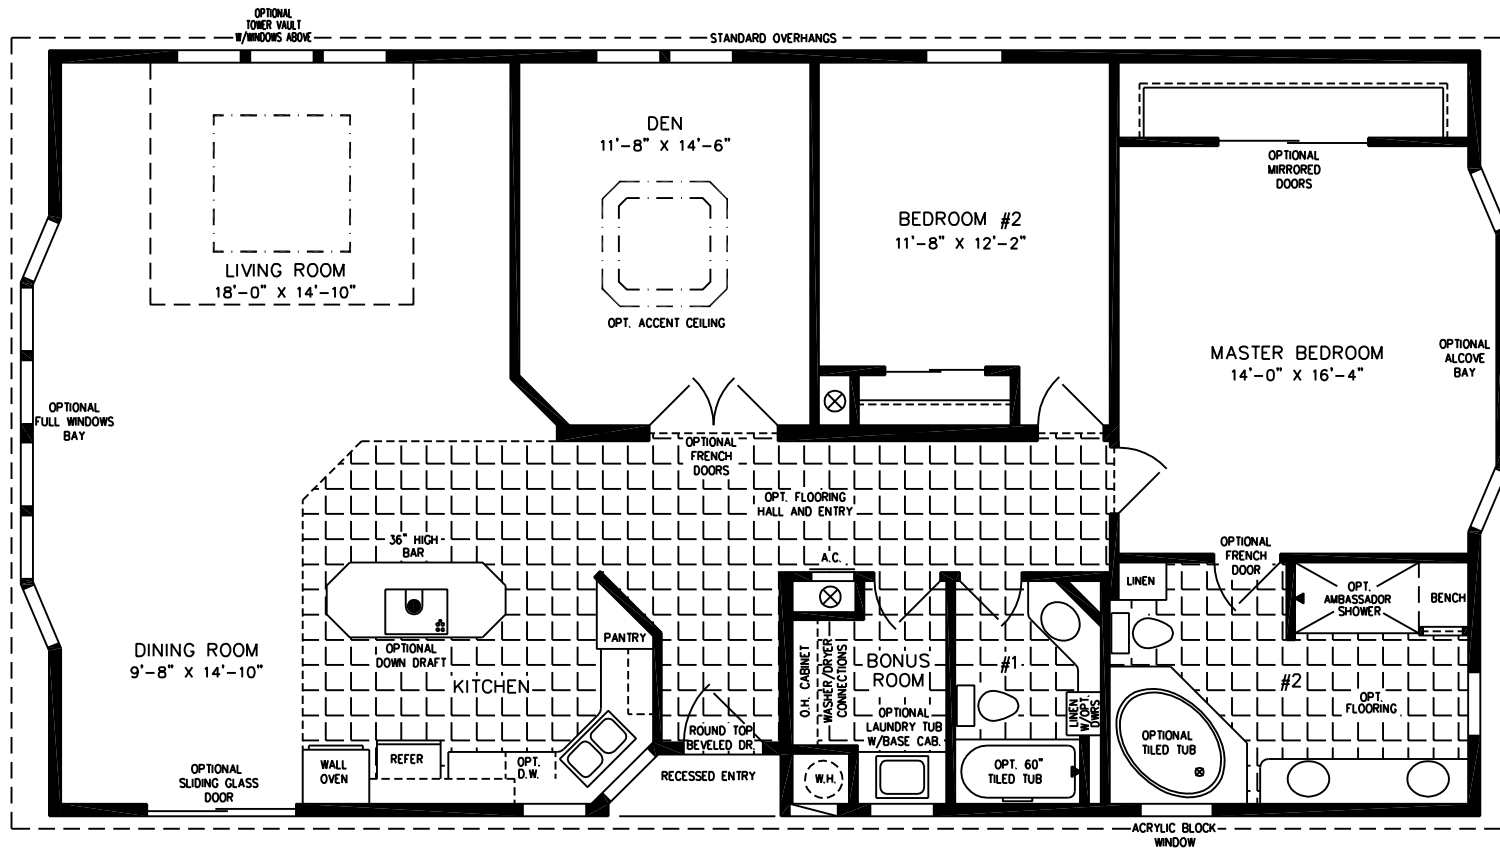 OPTIONAL
TOWER VAULT
W/WINDOWS ABOVE
STANDARD OVERHANGS
DEN
11'-8" X 14'-6"
OPTIONAL
MIRRORED
DOORS
BEDROOM #2
11'-8" X 12'-2"
LIVING ROOM
18'-0" X 14'-10"
OPT. ACCENT CEILING
MASTER BEDROOM
14'-0" X 16'-4"
OPTIONAL
ALCOVE
BAY
OPTIONAL
FULL WINDOWS
BAY
OPTIONAL
FRENCH
DOORS
OPT. FLOORING
HALL AND ENTRY
36" HIGH
BAR
A.C.
OPTIONAL
FRENCH
DOOR
LINEN
OPT.
AMBASSADOR
SHOWER
BENCH
PANTRY
DINING ROOM
9'-8" X 14'-10"
OPTIONAL
DOWN DRAFT
KITCHEN
O.H. CABINET
WASHER/DRYER
CONNECTIONS
BONUS
ROOM
#1
#2
OPTIONAL
LAUNDRY TUB
W/BASE CAB.
LINEN
W/OPT.
DWRS
OPT.
FLOORING
ROUND TOP
BEVELED DR.
OPTIONAL
TILED TUB
WALL
OVEN
REFER
OPT.
D.W.
RECESSED ENTRY
W.H.
OPT. 60"
TILED TUB
OPTIONAL
SLIDING GLASS
DOOR
ACRYLIC BLOCK
WINDOW